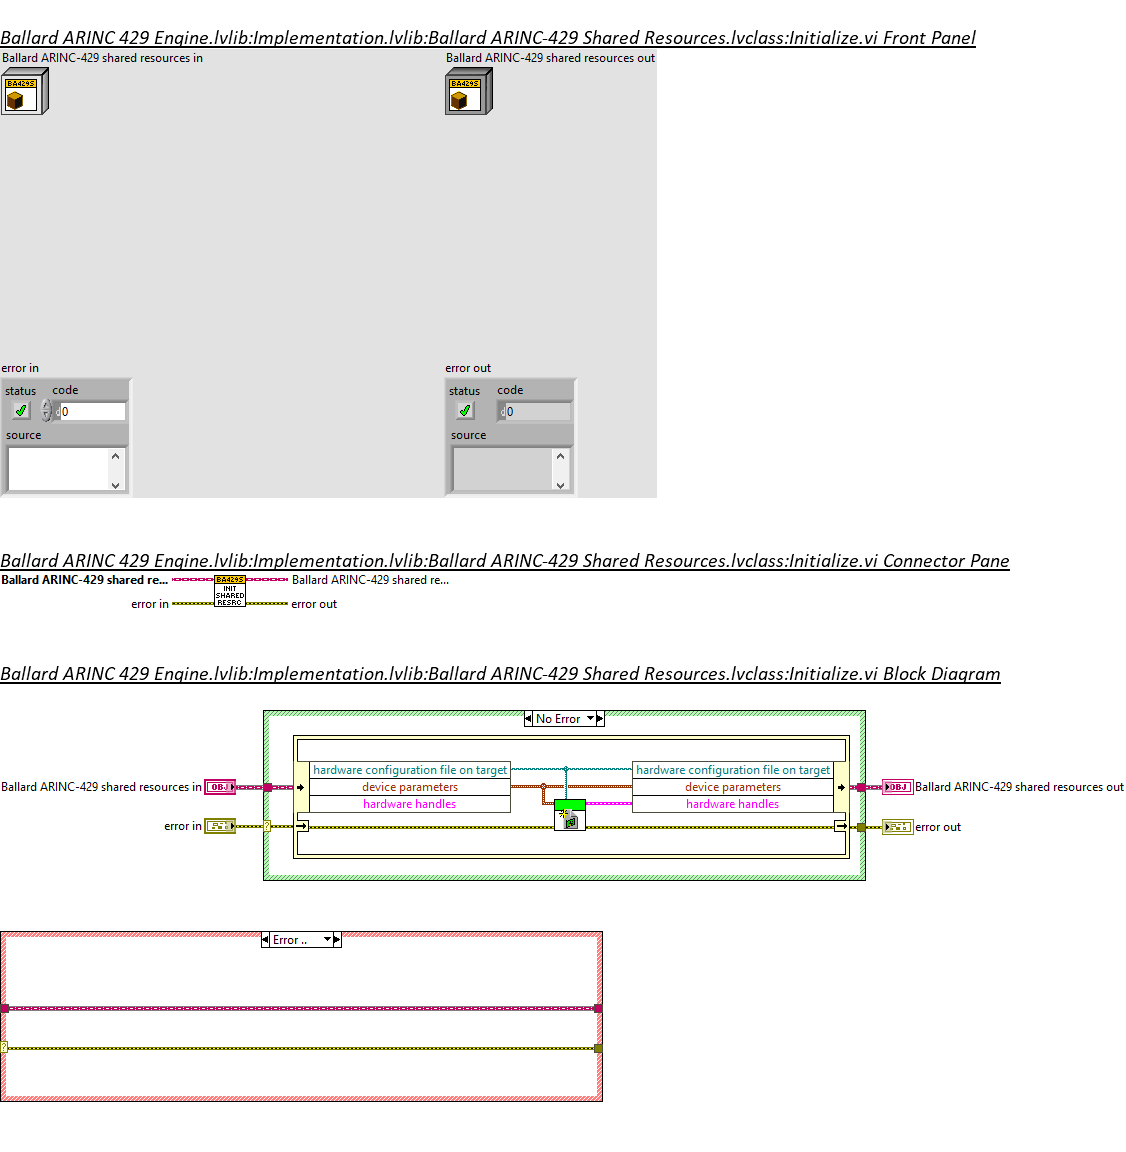 Ballard ARINC 429 Engine.lvlib:Implementation.lvlib:Ballard ARINC-429 Shared Resources.lvclass:Initialize.vi Front Panel
Ballard ARINC-429 shared resources in
Ballard ARINC-429 shared resources out
BA429S
BA429S
error in
error out
status code
status code
d 0
d 0
source
source
Ballard ARINC 429 Engine.lvlib:Implementation.lvlib:Ballard ARINC-429 Shared Resources.lvclass:Initialize.vi Connector Pane
Ballard ARINC-429 shared re...
BA429S
Ballard ARINC-429 shared re...
INIT
SHARED
RESRC
error in
error out
Ballard ARINC 429 Engine.lvlib:Implementation.lvlib:Ballard ARINC-429 Shared Resources.lvclass:Initialize.vi Block Diagram
No Error
hardware configuration file on target
hardware configuration file on target
Ballard ARINC-429 shared resources in
OBJ
device parameters
device parameters
OBJ
Ballard ARINC-429 shared resources out
hardware handles
hardware handles
error in
?
error out
Error ..
?